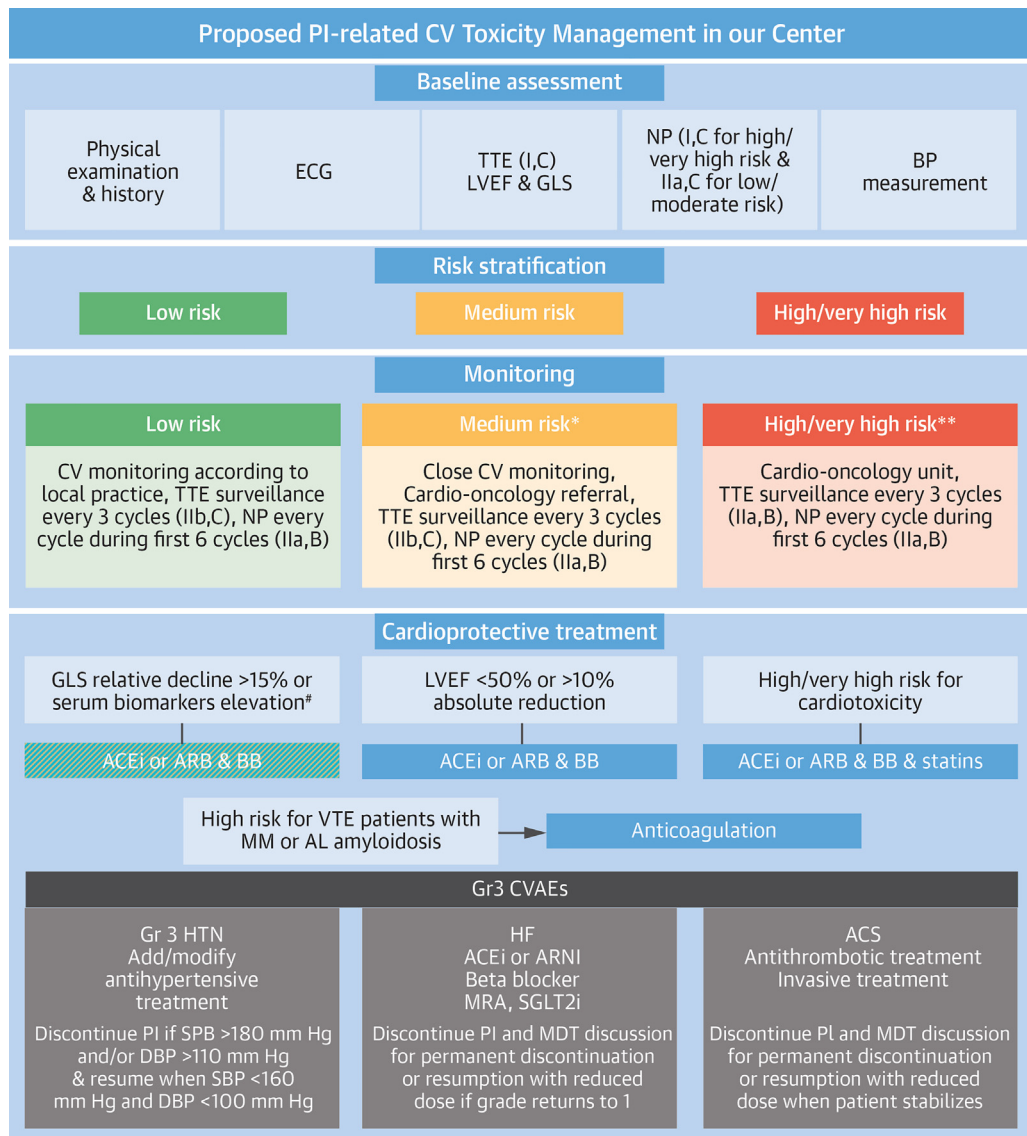 Proposed PI-related CV Toxicity Management in our Center
Baseline assessment
Physical
examination
& history
ECG
TTE (I,C)
LVEF & GLS
NP (I,C for high/
very high risk &
IIa,C for low/
moderate risk)
BP
measurement
Risk stratification
Low risk
Medium risk
High/very high risk
Monitoring
Low risk
CV monitoring according to
local practice, TTE surveillance
every 3 cycles (IIb,C), NP every
cycle during first 6 cycles (IIa,B)
Medium risk*
Close CV monitoring,
Cardio-oncology referral,
TTE surveillance every 3 cycles
(IIb,C), NP every cycle during
first 6 cycles (IIa,B)
High/very high risk**
Cardio-oncology unit,
TTE surveillance every 3 cycles
(IIa,B), NP every cycle during
first 6 cycles (IIa,B)
Cardioprotective treatment
GLS relative decline >15% or
serum biomarkers elevation#
ACEi or ARB & BB
LVEF <50% or >10%
absolute reduction
ACEi or ARB & BB
High/very high risk for
cardiotoxicity
ACEi or ARB & BB & statins
High risk for VTE patients with
MM or AL amyloidosis
Anticoagulation
Gr3 CVAEs
Gr 3 HTN
Add/modify
antihypertensive
treatment
Discontinue PI if SPB >180 mm Hg
and/or DBP >110 mm Hg
& resume when SBP <160
mm Hg and DBP <100 mm Hg
HF
ACEi or ARNI
Beta blocker
MRA, SGLT2i
Discontinue PI and MDT discussion
for permanent discontinuation
or resumption with reduced
dose if grade returns to 1
ACS
Antithrombotic treatment
Invasive treatment
Discontinue Pl and MDT discussion
for permanent discontinuation
or resumption with reduced
dose when patient stabilizes